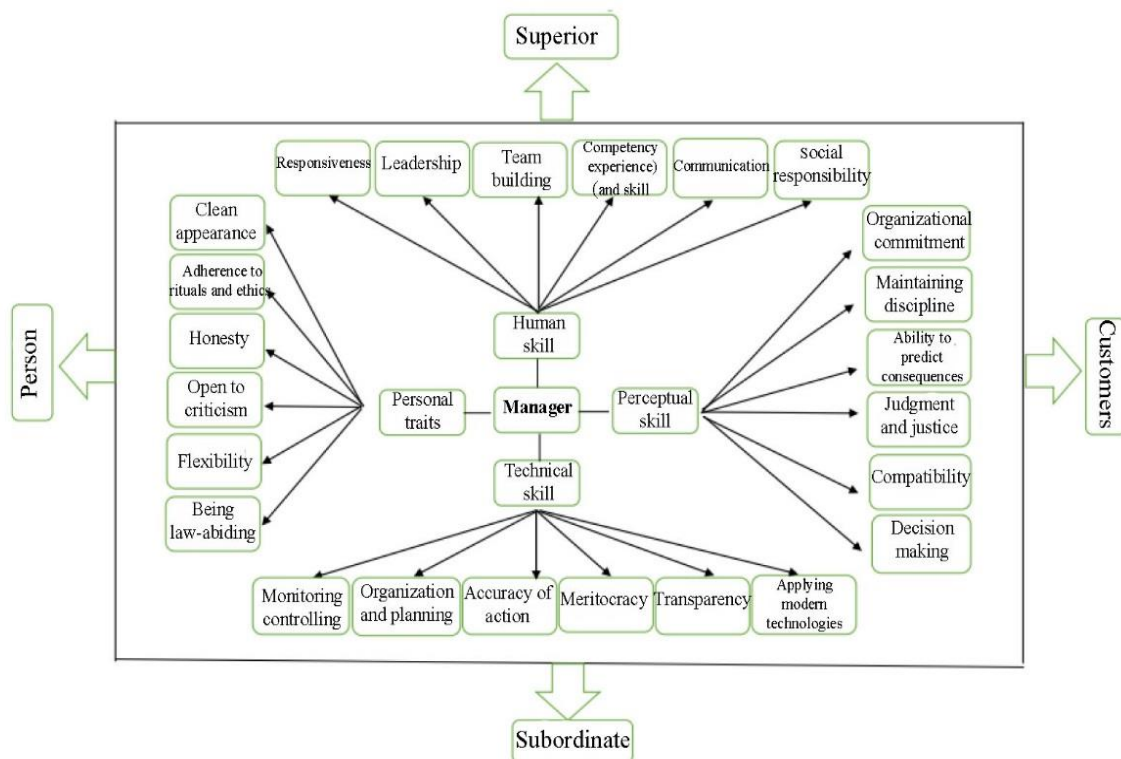 Superior
Responsiveness
Leadership
Team
building
Competency
experience)
(and skill
Communication
social
responsibility
Clean
appearance
Adherence to
rituals and ethics
Honesty
Open to
criticism
Flexibility
Being
law-abiding
Person
Human
skill
Personal
traits
Manager
Perceptual
skill
Technical
skill
Organizational
commitment
Maintaining
discipline
Ability to
predict
consequences
Judgment
and justice
Compatibility
Decision
making
Customers
Monitoring
controlling
Organization
and planning
Accuracy of
action
Meritocracy
Transparency
Applying
modern
technologies
Subordinate